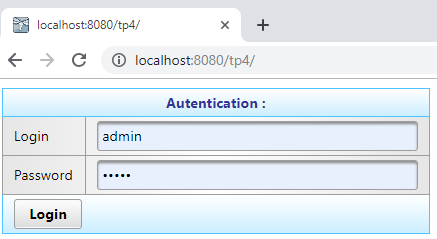 localhost:8080/tp4/
localhost:8080/tp4/
Autentication :
Login admin
Password •••••
Login